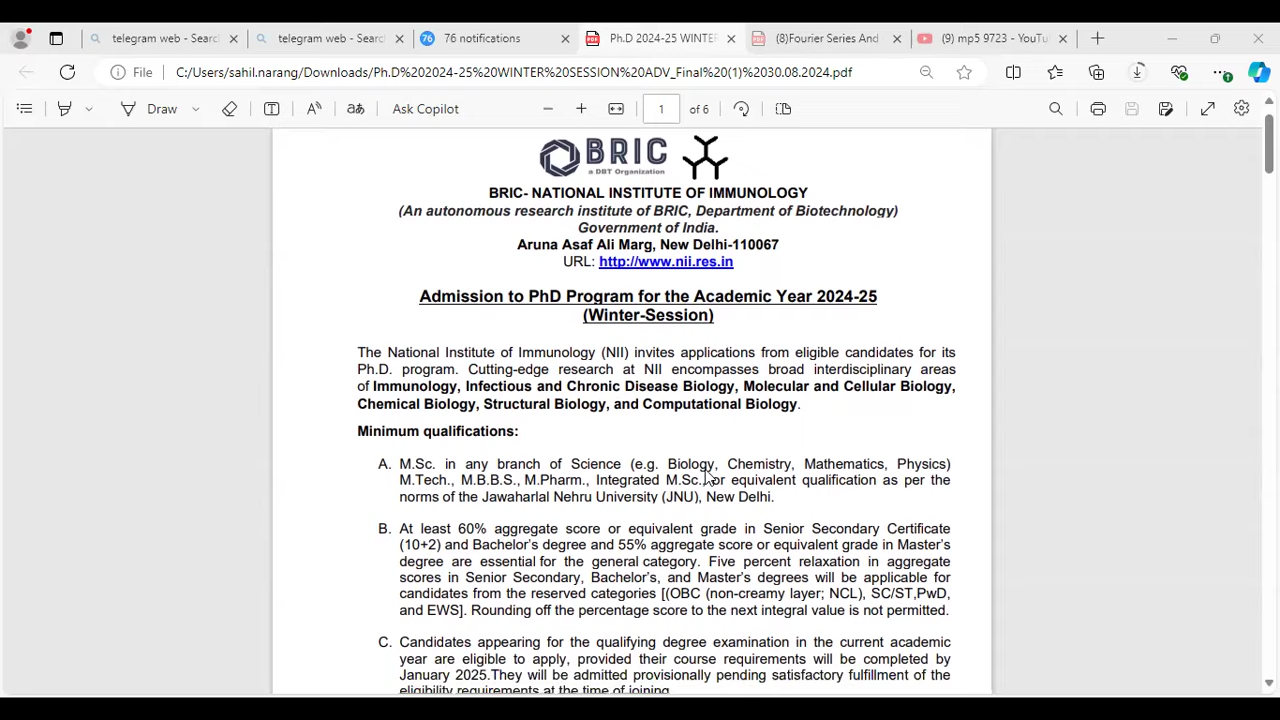 telegram web - Searc
telegram web - Searc
76
76 notifications
Ph.D 2024-25 WINTER
(8)Fourier Series And
(9) mp5 9723 - YouTu
File
C:/Users/sahil.narang/Downloads/Ph.D%202024-25%20WINTER%20SESSION%20ADV_Final%20(1)%2030.08.2024.pdf
Draw
Ask Copilot
1
of 6
BRIC
a DBT Organization
BRIC- NATIONAL INSTITUTE OF IMMUNOLOGY
(An autonomous research institute of BRIC, Department of Biotechnology)
Government of India.
Aruna Asaf Ali Marg, New Delhi-110067
URL: http://www.nii.res.in
Admission to PhD Program for the Academic Year 2024-25
(Winter-Session)
The National Institute of Immunology (NII) invites applications from eligible candidates for its
Ph.D. program. Cutting-edge research at NII encompasses broad interdisciplinary areas
of Immunology, Infectious and Chronic Disease Biology, Molecular and Cellular Biology,
Chemical Biology, Structural Biology, and Computational Biology.
Minimum qualifications:
A. M.Sc. in any branch of Science (e.g. Biology, Chemistry, Mathematics, Physics)
M.Tech., M.B.B.S., M.Pharm., Integrated M.Sc., or equivalent qualification as per the
norms of the Jawaharlal Nehru University (JNU), New Delhi.
B. At least 60% aggregate score or equivalent grade in Senior Secondary Certificate
(10+2) and Bachelor's degree and 55% aggregate score or equivalent grade in Master's
degree are essential for the general category. Five percent relaxation in aggregate
scores in Senior Secondary, Bachelor's, and Master's degrees will be applicable for
candidates from the reserved categories [(OBC (non-creamy layer; NCL), SC/ST,PwD,
and EWS]. Rounding off the percentage score to the next integral value is not permitted.
C. Candidates appearing for the qualifying degree examination in the current academic
year are eligible to apply, provided their course requirements will be completed by
January 2025.They will be admitted provisionally pending satisfactory fulfillment of the
eligibility requirements at the time of joining.